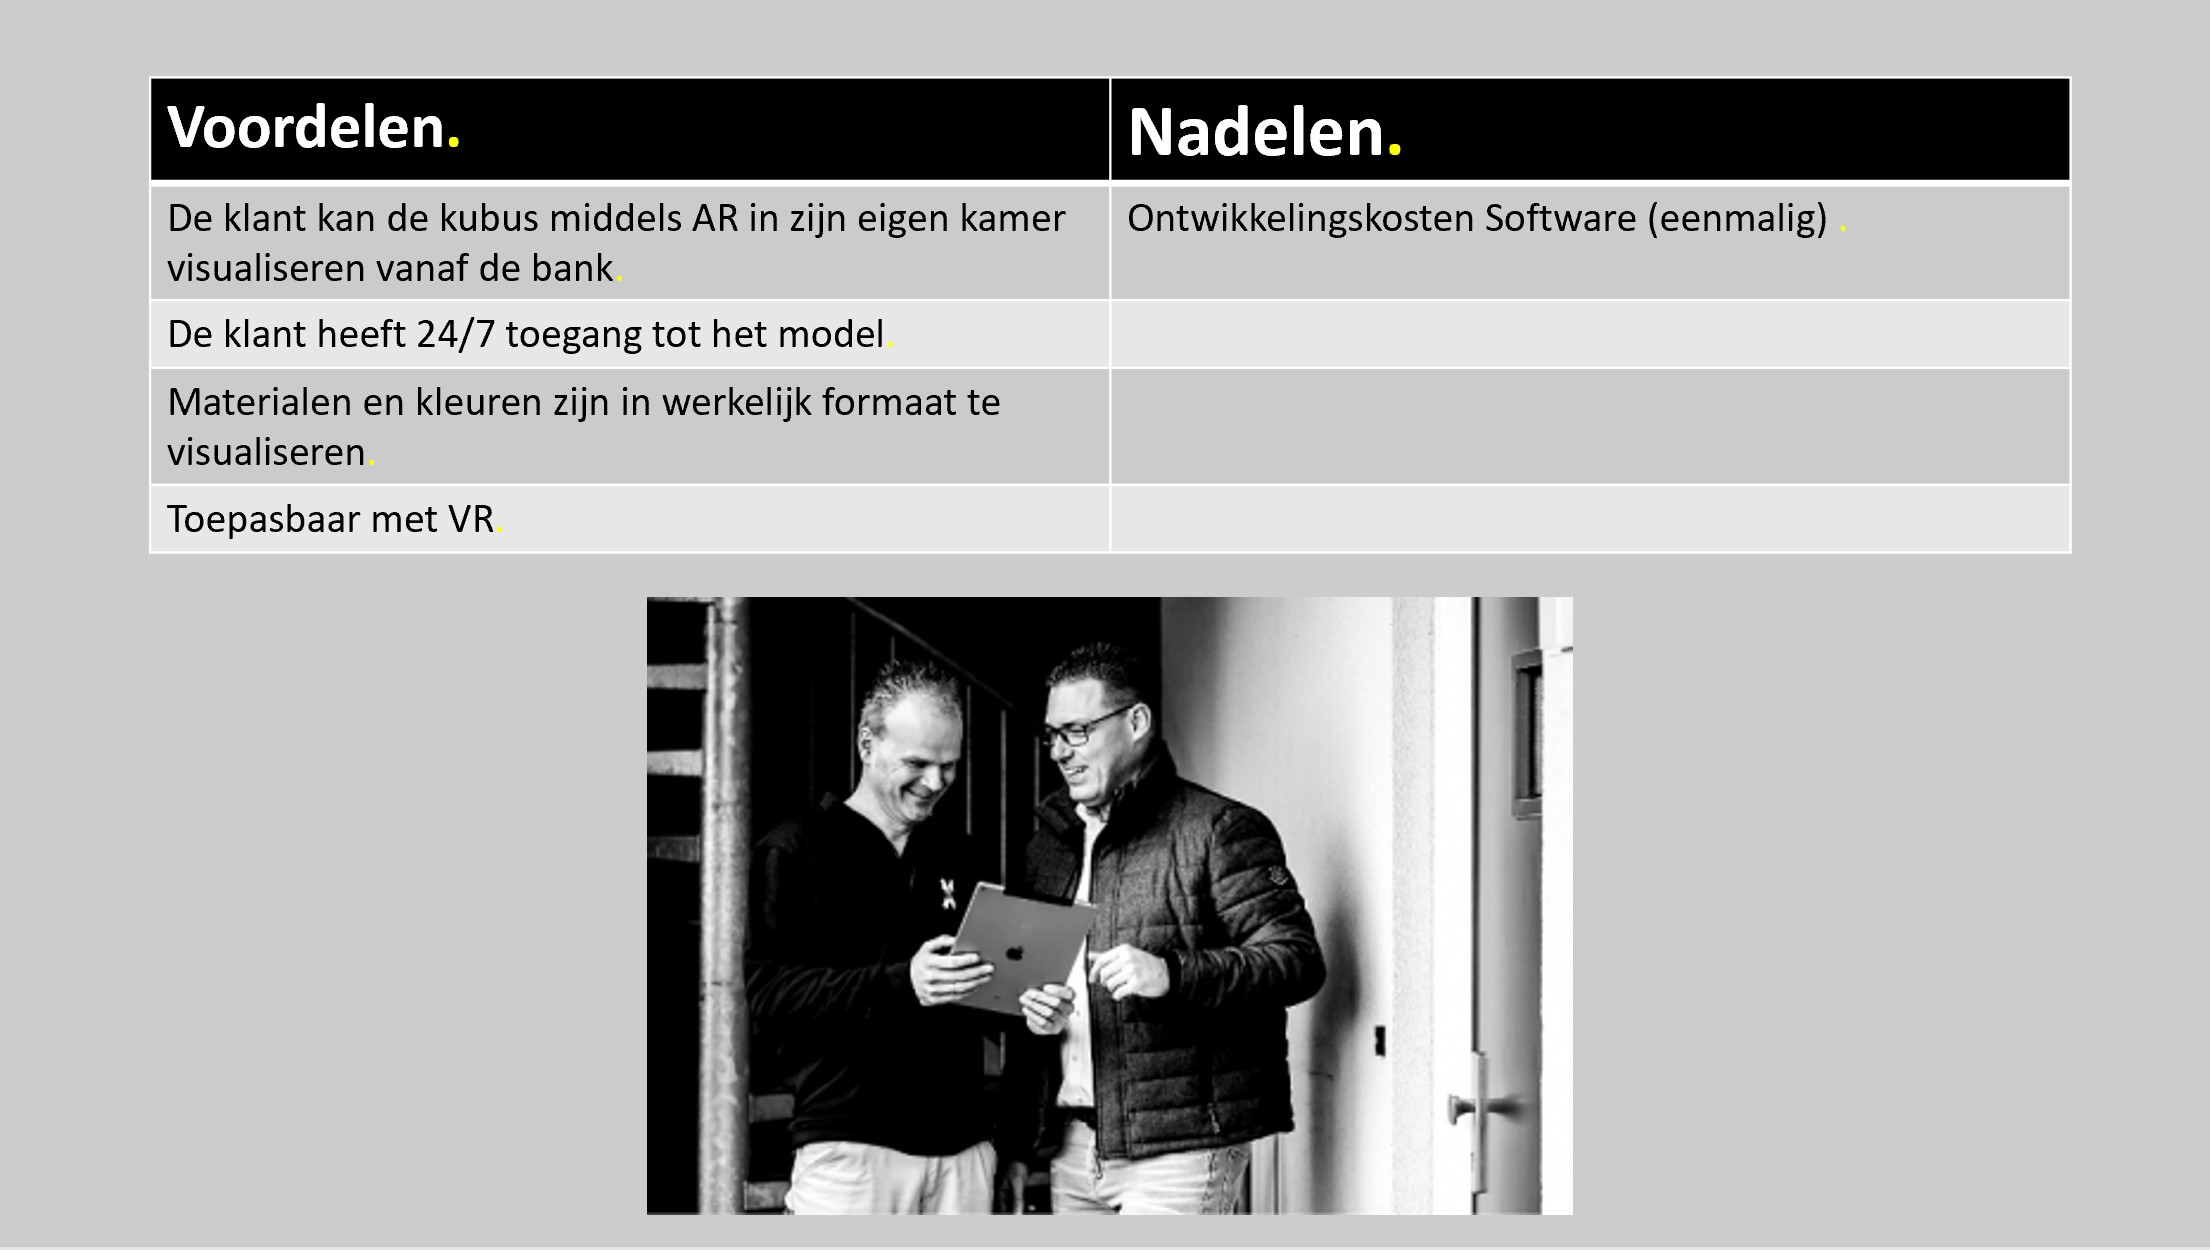 Voordelen.
Nadelen.
De klant kan de kubus middels AR in zijn eigen kamer
visualiseren vanaf de bank.
Ontwikkelingskosten Software (eenmalig) .
De klant heeft 24/7 toegang tot het model.
Materialen en kleuren zijn in werkelijk formaat te
visualiseren.
Toepasbaar met VR.